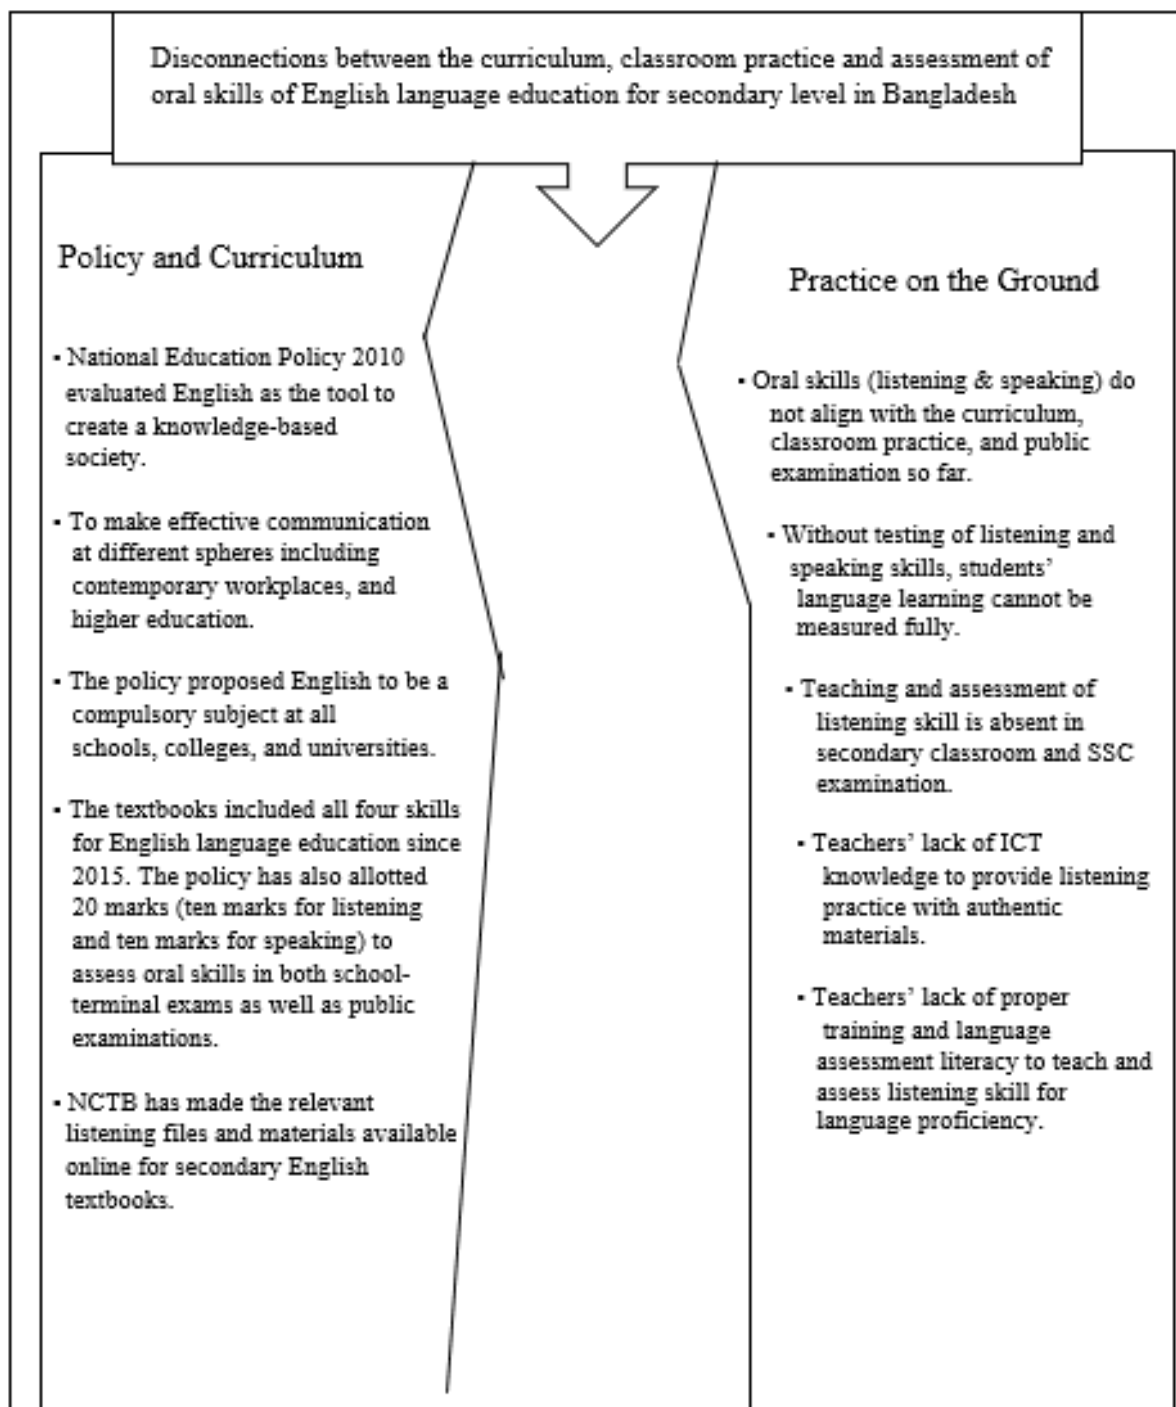 Disconnections between the curriculum, classroom practice and assessment of
oral skills of English language education for secondary level in Bangladesh
Policy and Curriculum
▪ National Education Policy 2010
evaluated English as the tool to
create a knowledge-based
society.
▪ To make effective communication
at different spheres including
contemporary workplaces, and
higher education.
▪ The policy proposed English to be a
compulsory subject at all
schools, colleges, and universities.
▪ The textbooks included all four skills
for English language education since
2015. The policy has also allotted
20 marks (ten marks for listening
and ten marks for speaking) to
assess oral skills in both school-
terminal exams as well as public
examinations.
▪ NCTB has made the relevant
listening files and materials available
online for secondary English
textbooks.
Practice on the Ground
▪ Oral skills (listening & speaking) do
not align with the curriculum,
classroom practice, and public
examination so far.
▪ Without testing of listening and
speaking skills, students’
language learning cannot be
measured fully.
▪ Teaching and assessment of
listening skill is absent in
secondary classroom and SSC
examination.
▪ Teachers’ lack of ICT
knowledge to provide listening
practice with authentic
materials.
▪ Teachers’ lack of proper
training and language
assessment literacy to teach and
assess listening skill for
language proficiency.